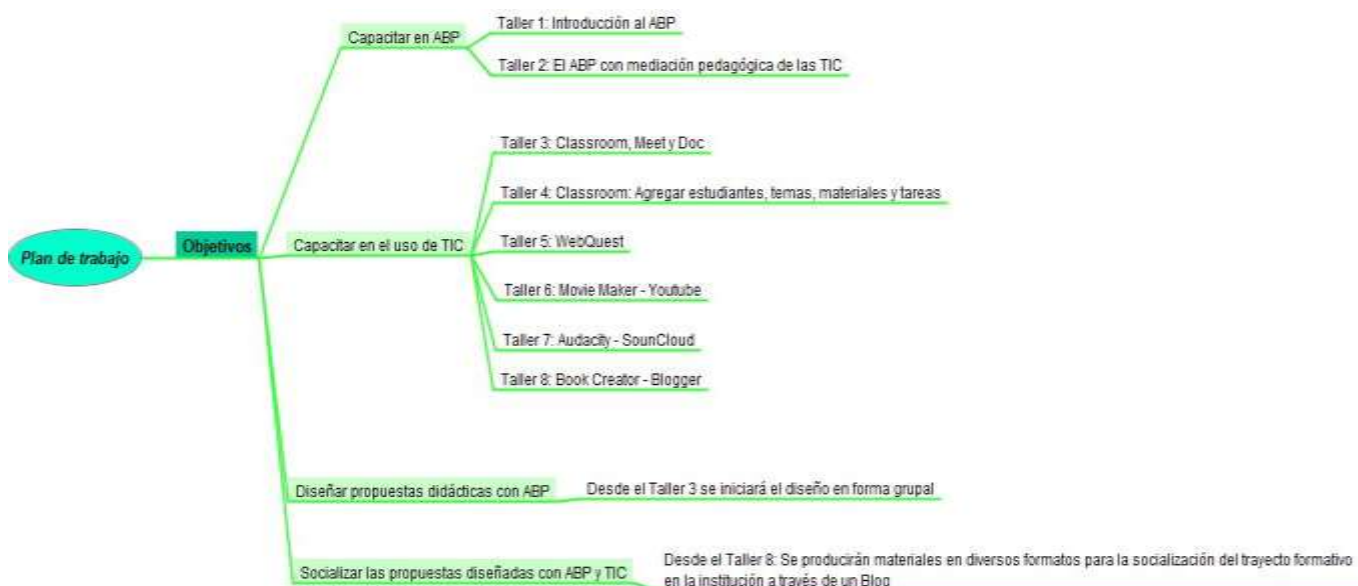 Plan de trabajo
Objetivos
Capacitar en ABP
Taller 1: Introducción al ABP
Taller 2: El ABP con mediación pedagógica de las TIC
Capacitar en el uso de TIC
Taller 3: Classroom, Meet y Doc
Taller 4: Classroom: Agregar estudiantes, temas, materiales y tareas
Taller 5: WebQuest
Taller 6: Movie Maker - Youtube
Taller 7: Audacity - SounCloud
Taller 8: Book Creator - Blogger
Diseñar propuestas didácticas con ABP
Desde el Taller 3 se iniciará el diseño en forma grupal
Socializar las propuestas diseñadas con ABP y TIC
Desde el Taller 8: Se producirán materiales en diversos formatos para la socialización del trayecto formativo
en la institución a través de un Blog